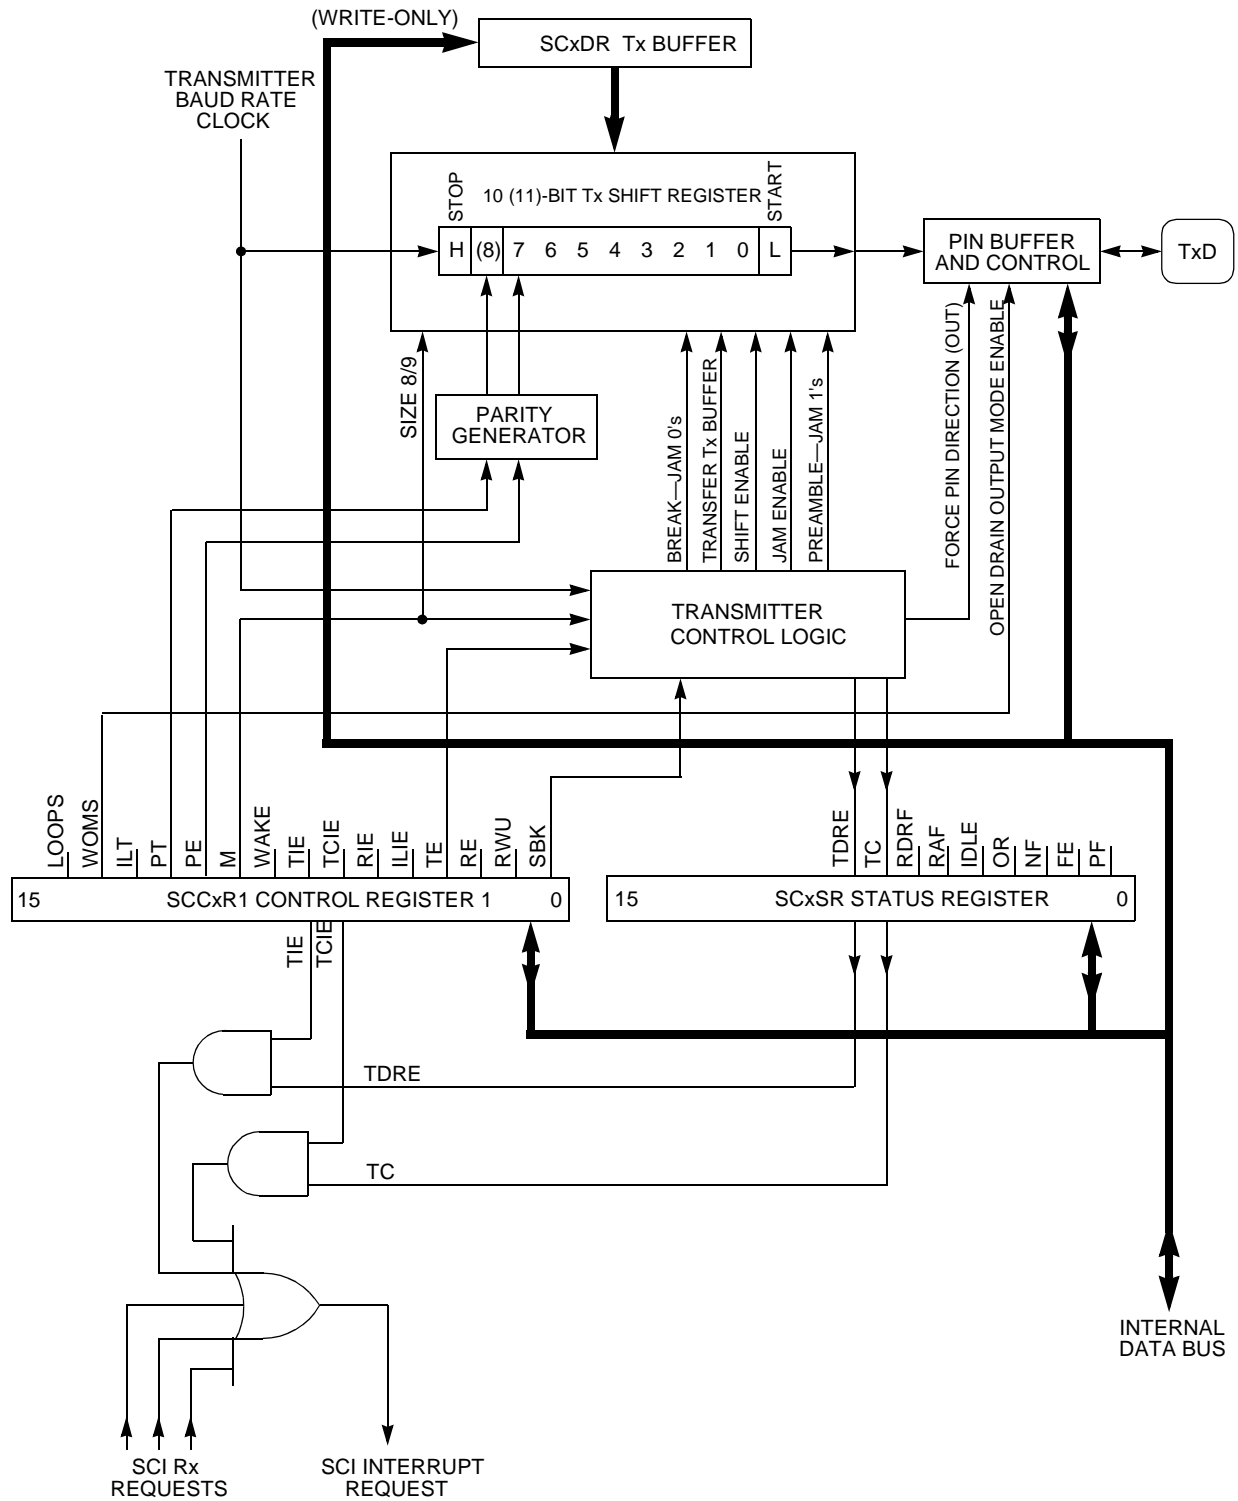 (WRITE-ONLY)
SCxDR Tx BUFFER
TRANSMITTER
BAUD RATE
CLOCK
STOP
10 (11)-BIT Tx SHIFT REGISTER
START
H (8) 7 6 5 4 3 2 1 0 L
PIN BUFFER
AND CONTROL
TxD
SIZE 8/9
PARITY
GENERATOR
BREAK—JAM 0's
TRANSFER Tx BUFFER
SHIFT ENABLE
JAM ENABLE
PREAMBLE—JAM 1's
FORCE PIN DIRECTION (OUT)
OPEN DRAIN OUTPUT MODE ENABLE
TRANSMITTER
CONTROL LOGIC
LOOPS
WOMS
ILT
PT
PE
M
WAKE
TIE
TCIE
RIE
ILIE
TE
RE
RWU
SBK
TDRE
TC
RDRF
RAF
IDLE
OR
NF
FE
PF
15 SCCxR1 CONTROL REGISTER 1 0
15 SCxSR STATUS REGISTER 0
TIE
TCIE
TDRE
TC
INTERNAL
DATA BUS
SCI Rx
REQUESTS
SCI INTERRUPT
REQUEST